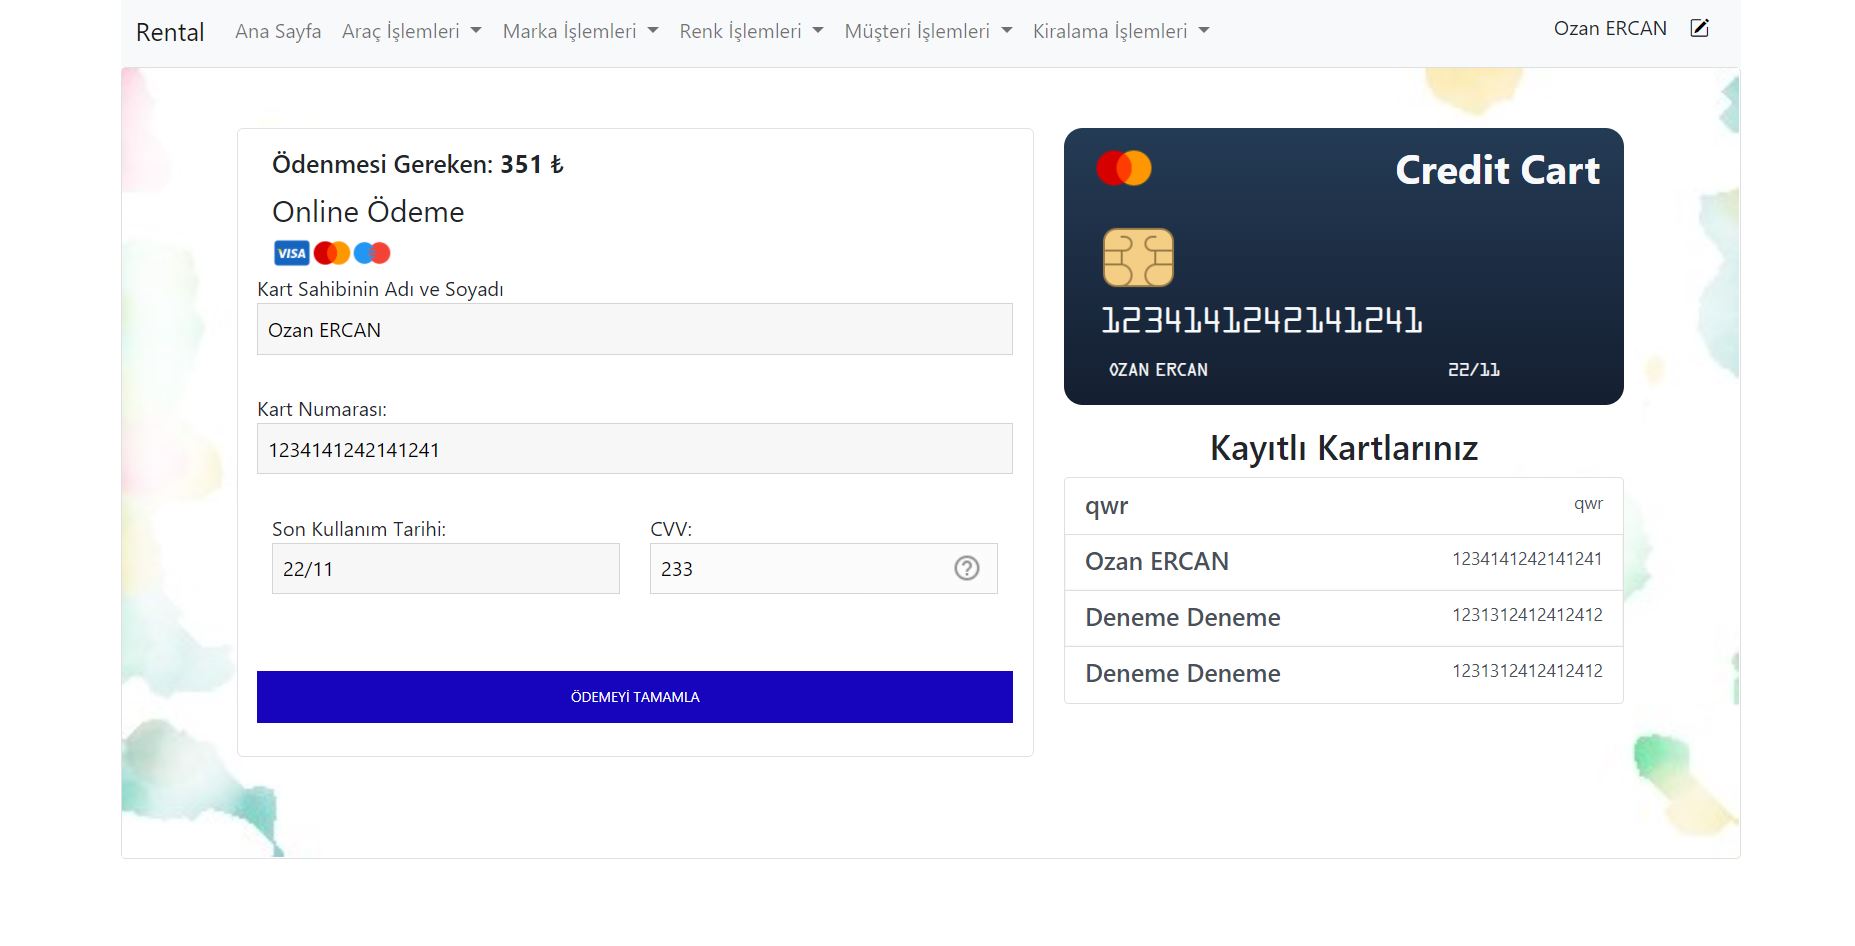 Rental Ana Sayfa Araç İşlemleri Marka İşlemleri Renk İşlemleri Müşteri İşlemleri Kiralama İşlemleri Ozan ERCAN
Ödenmesi Gereken: 351 ₺
Online Ödeme
VISA
Kart Sahibinin Adı ve Soyadı
Ozan ERCAN
Kart Numarası:
1234141242141241
Son Kullanım Tarihi: CVV:
22/11 233
ÖDEMEYİ TAMAMLA
Credit Cart
1234141242141241
OZAN ERCAN 22/11
Kayıtlı Kartlarınız
qwr qwr
Ozan ERCAN 1234141242141241
Deneme Deneme 1231312412412412
Deneme Deneme 1231312412412412